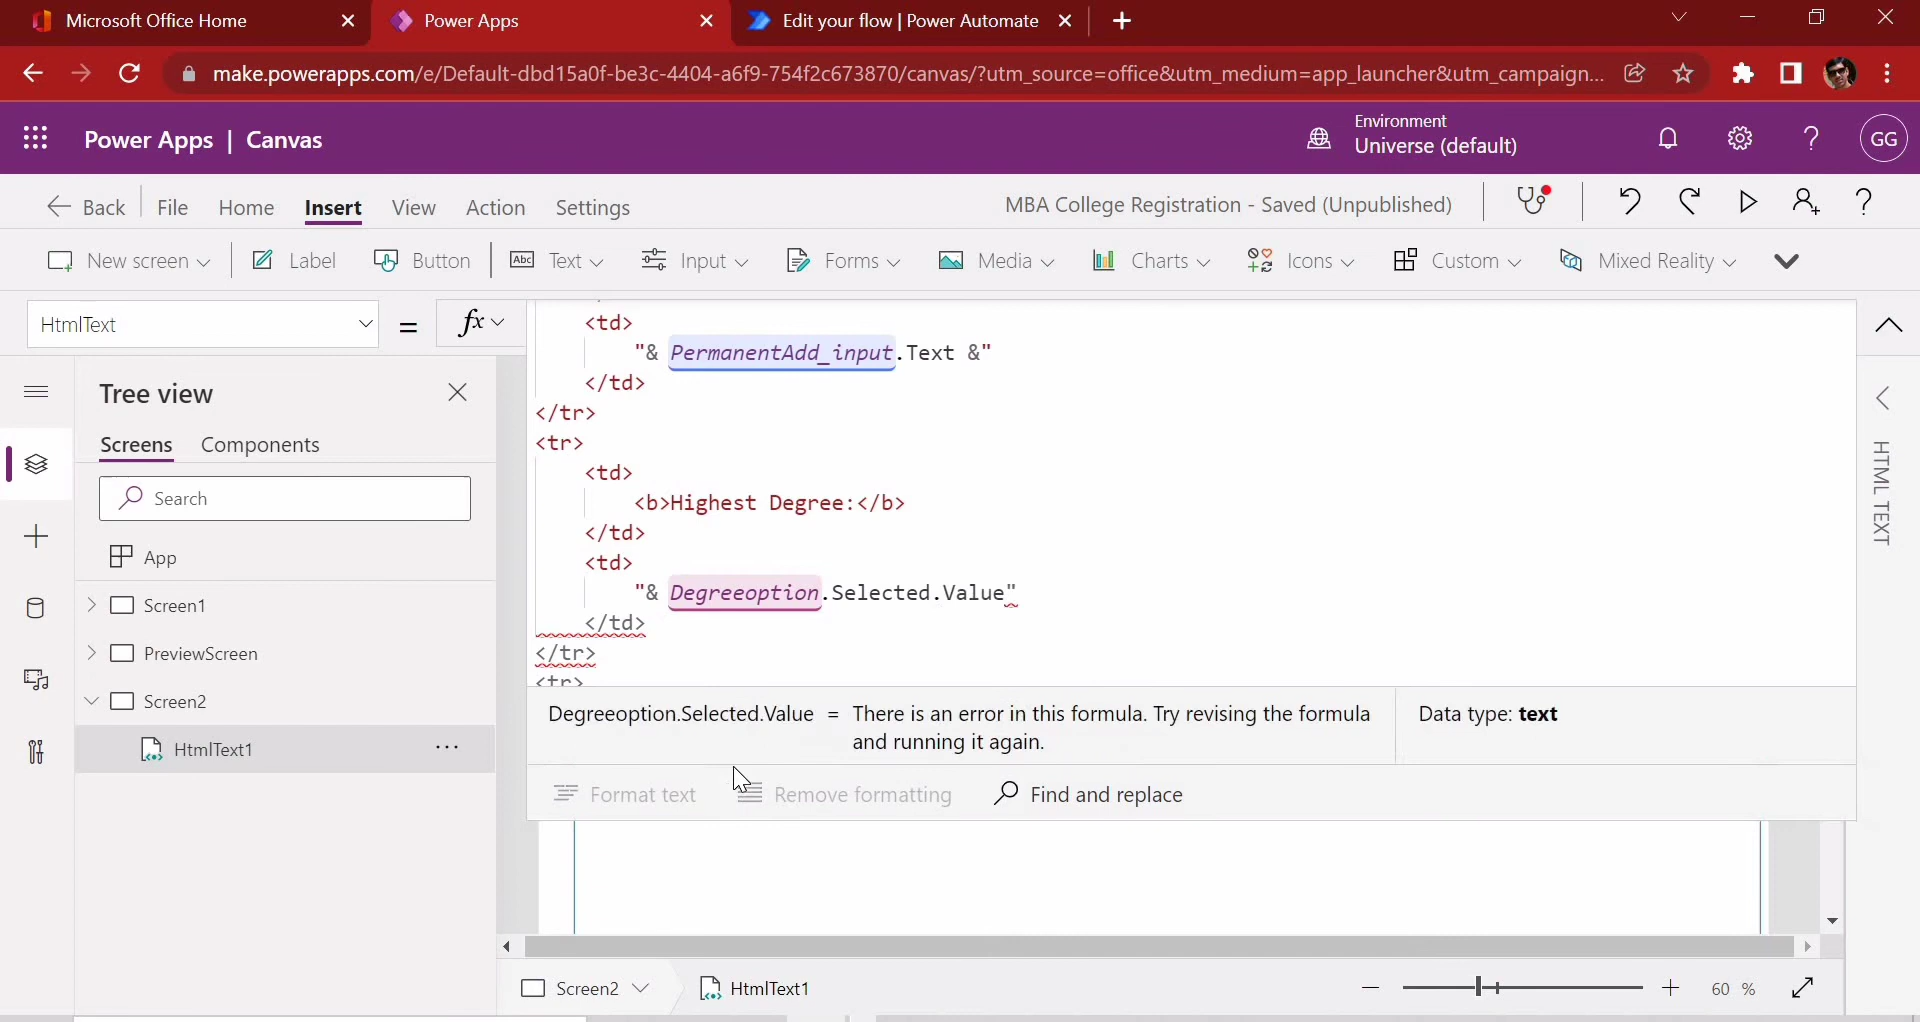 Microsoft Office Home
Power Apps
Edit your flow | Power Automate
make.powerapps.com/e/Default-dbd15a0f-be3c-4404-a6f9-754f2c673870/canvas/?utm_source=office&utm_medium=app_launcher&utm_campaign...
Power Apps | Canvas
Environment
Universe (default)
GG
Back File Home Insert View Action Settings
MBA College Registration - Saved (Unpublished)
New screen Label Button Abc Text Input Forms Media Charts Icons Custom Mixed Reality
HtmlText = fx
<td>
"& PermanentAdd_input.Text &"
</td>
</tr>
<tr>
<td>
<b>Highest Degree:</b>
</td>
<td>
"& Degreeoption.Selected.Value"
</td>
</tr>
<tr>
Tree view
Screens Components
Search
App
Screen1
PreviewScreen
Screen2
HtmlText1
Degreeoption.Selected.Value = There is an error in this formula. Try revising the formula and running it again.
Data type: text
Format text Remove formatting Find and replace
HTML TEXT
Screen2 HtmlText1
60 %